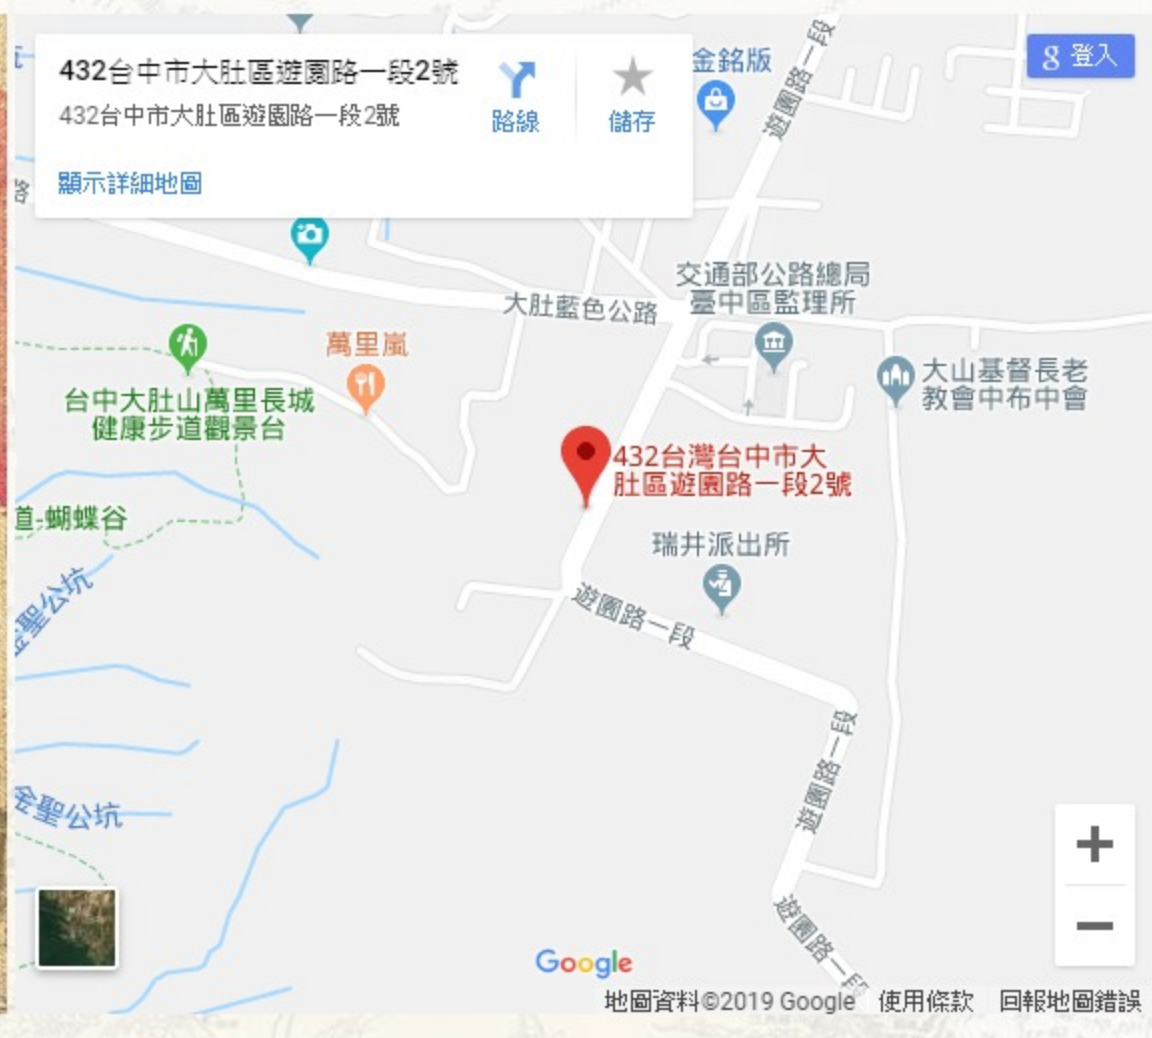 432台中市大肚區遊園路一段2號
432台中市大肚區遊園路一段2號
路線
儲存
顯示詳細地圖
金銘版
遊園路一段
登入
路
大肚藍色公路
交通部公路總局
臺中區監理所
萬里嵐
台中大肚山萬里長城
健康步道觀景台
大山基督長老
教會中布中會
432台灣台中市大
肚區遊園路一段2號
道-蝴蝶谷
瑞井派出所
金聖公坑
遊園路一段
遊園路一段
金聖公坑
遊園路一段
Google
地圖資料©2019 Google
使用條款
回報地圖錯誤